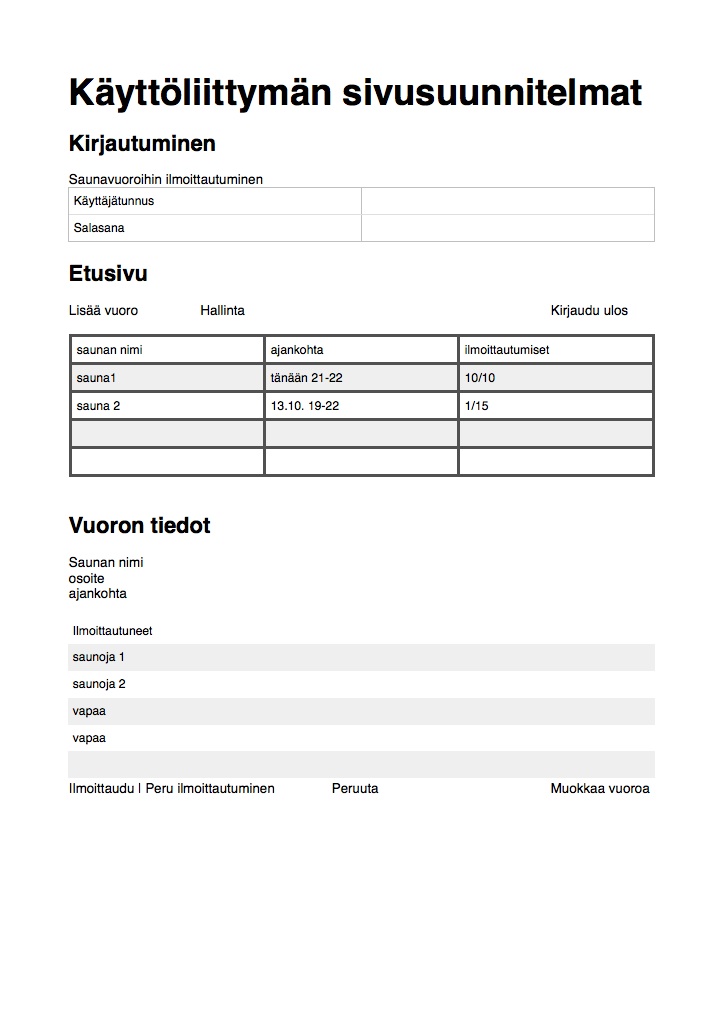 Käyttöliittymän sivusuunnitelmat
Kirjautuminen
Saunavuoroihin ilmoittautuminen
Käyttäjätunnus
Salasana
Etusivu
Lisää vuoro Hallinta Kirjaudu ulos
saunan nimi ajankohta ilmoittautumiset
sauna1 tänään 21-22 10/10
sauna 2 13.10. 19-22 1/15
Vuoron tiedot
Saunan nimi
osoite
ajankohta
Ilmoittautuneet
saunoja 1
saunoja 2
vapaa
vapaa
Ilmoittaudu | Peru ilmoittautuminen Peruuta Muokkaa vuoroa